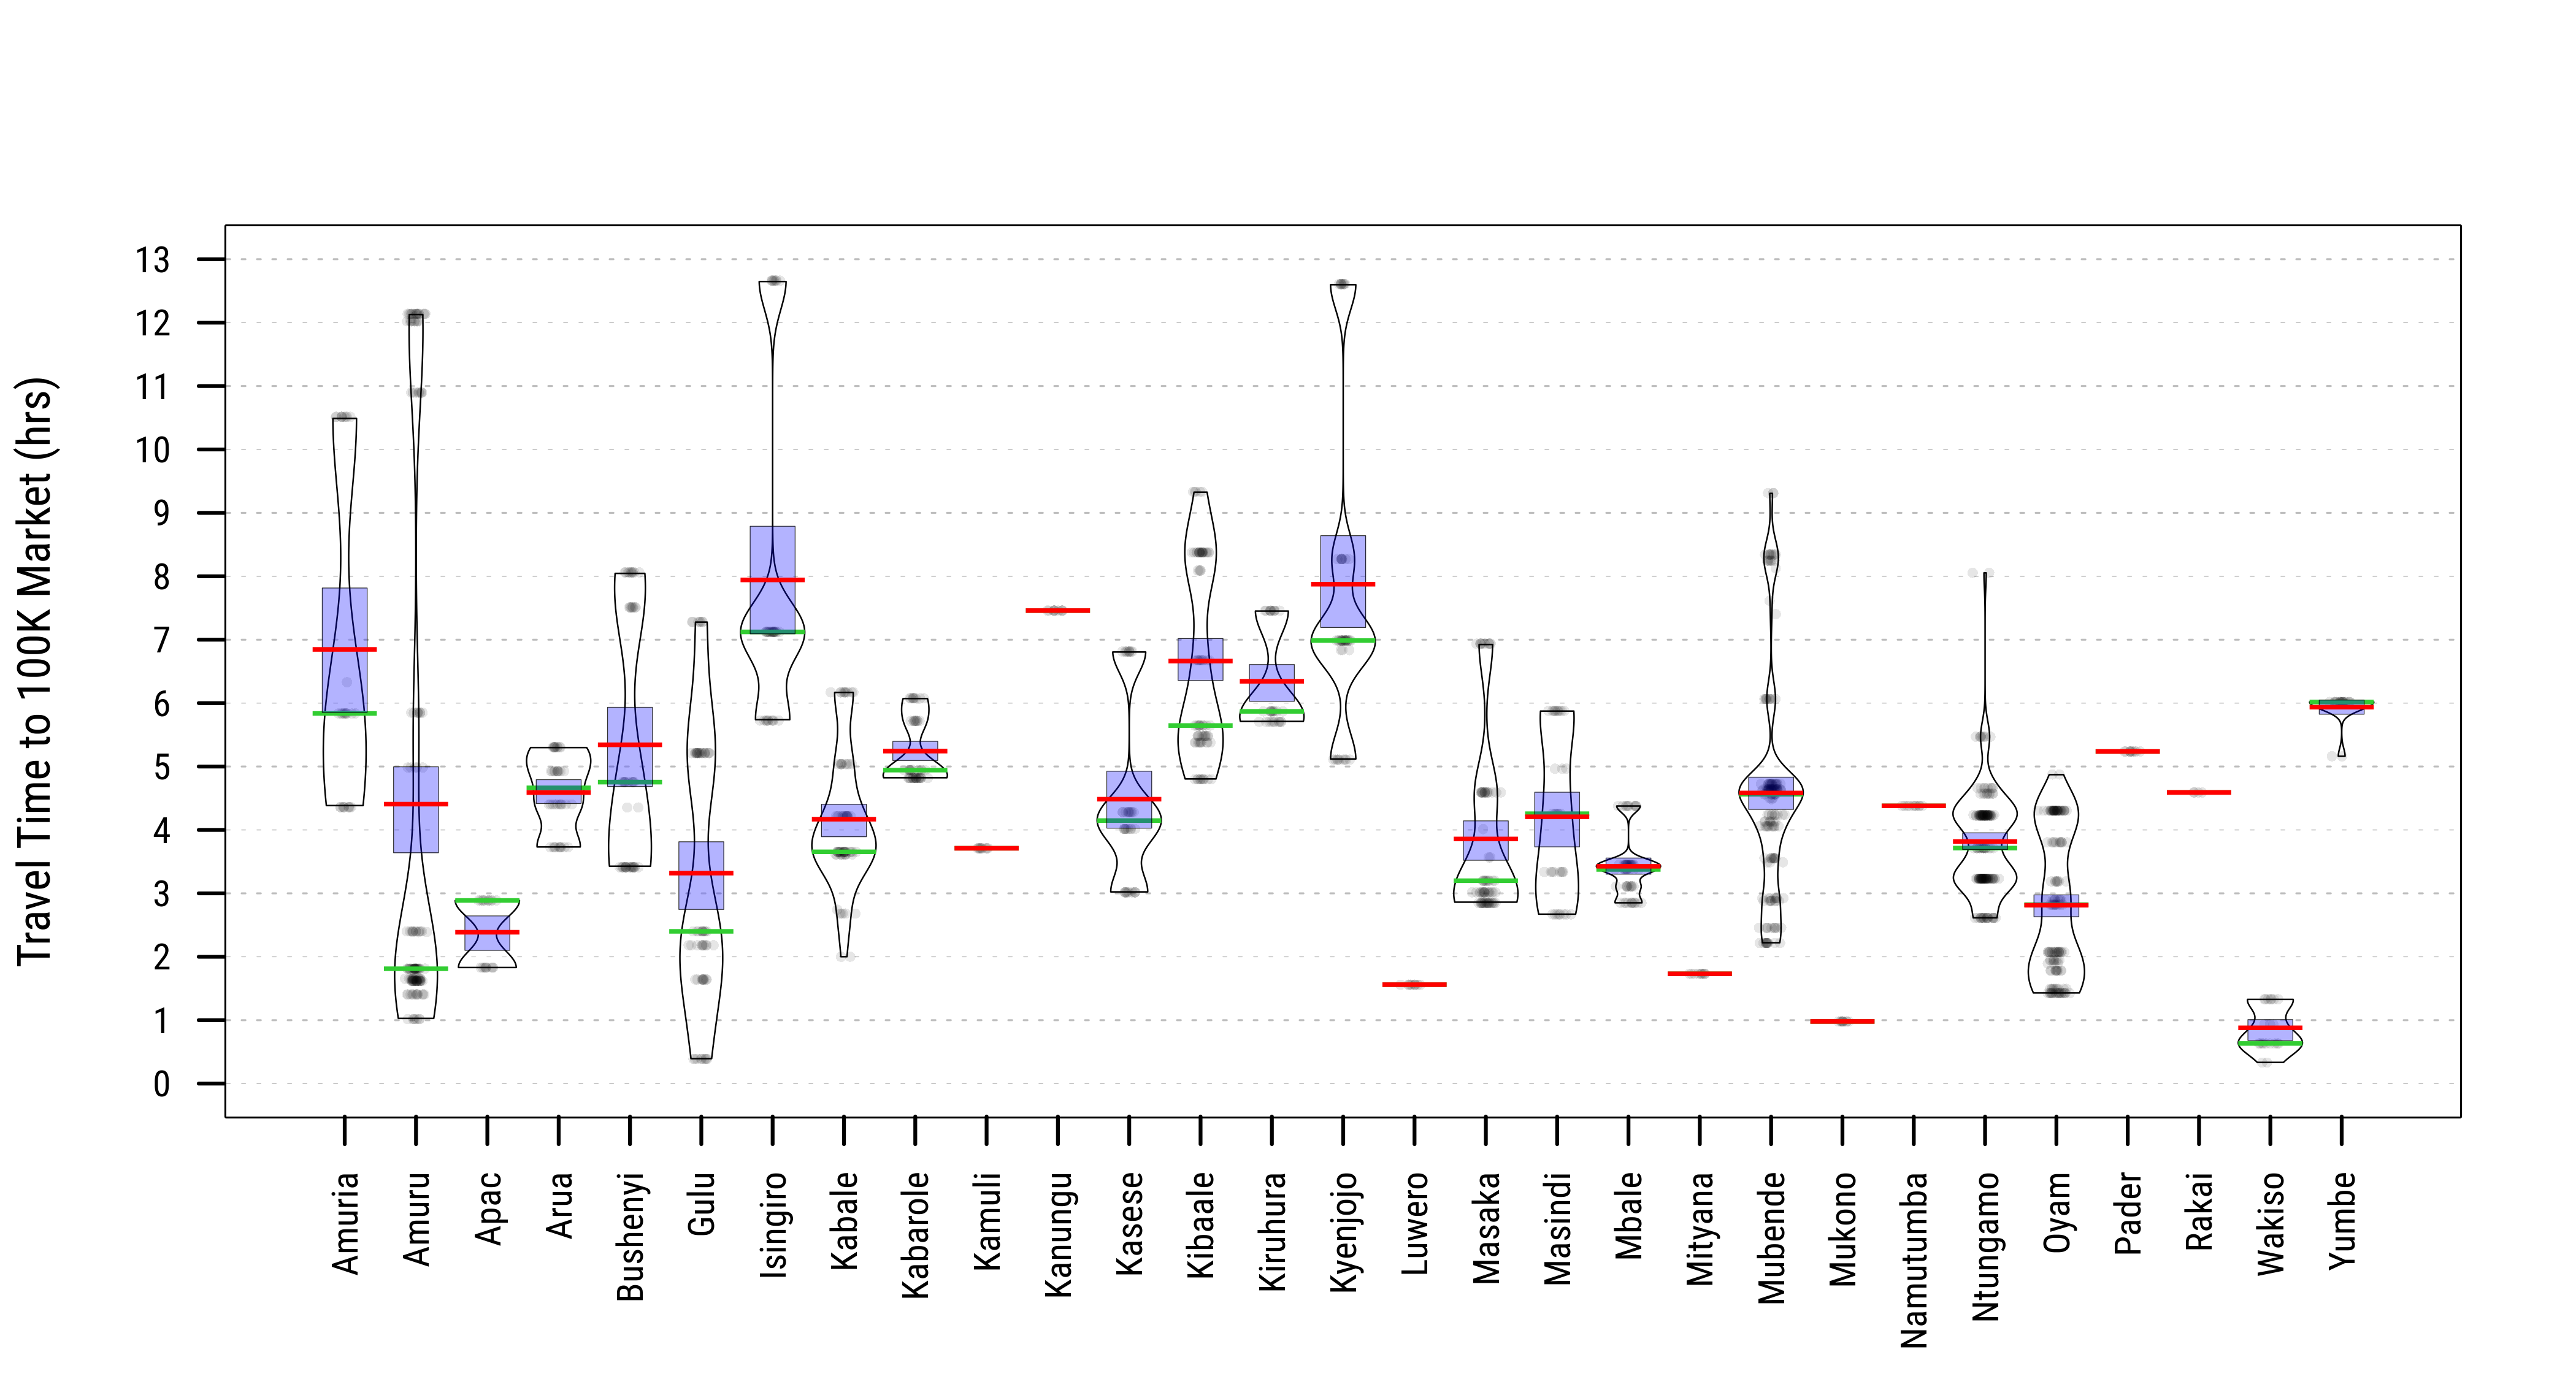 Travel Time to 100K Market (hrs)
13
12
11
10
9
8
7
6
5
4
3
2
1
0
Amuria
Amuru
Apac
Arua
Bushenyi
Gulu
Isingiro
Kabale
Kabarole
Kamuli
Kanungu
Kasese
Kibaale
Kiruhura
Kyenjojo
Luwero
Masaka
Masindi
Mbale
Mityana
Mubende
Mukono
Namutumba
Ntungamo
Oyam
Pader
Rakai
Wakiso
Yumbe